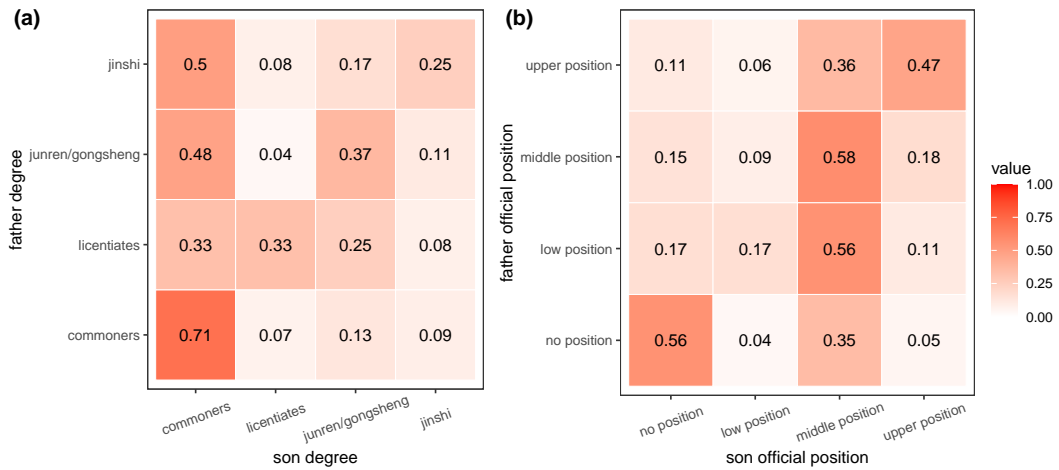 (a)
father degree
jinshi
0.5 0.08 0.17 0.25
junren/gongsheng
0.48 0.04 0.37 0.11
licentiates
0.33 0.33 0.25 0.08
commoners
0.71 0.07 0.13 0.09
commoners licentiates junren/gongsheng jinshi
son degree
(b)
father official position
upper position
0.11 0.06 0.36 0.47
middle position
0.15 0.09 0.58 0.18
low position
0.17 0.17 0.56 0.11
no position
0.56 0.04 0.35 0.05
no position low position middle position upper position
son official position
value
1.00
0.75
0.50
0.25
0.00